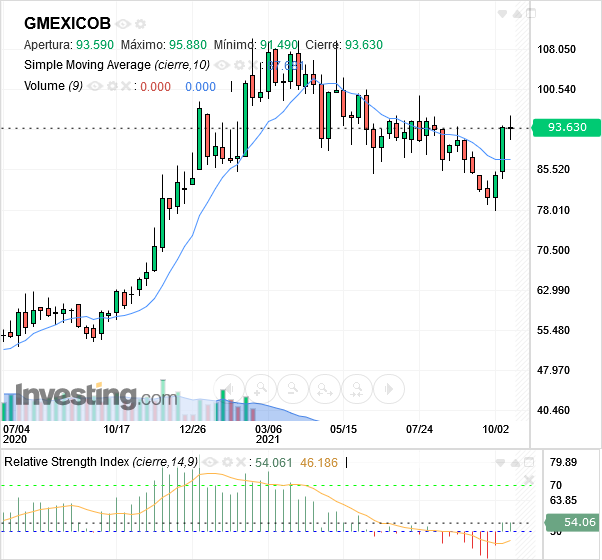 GMEXICOB
Apertura: 93.590 Máximo: 95.880 Mínimo: 91.490 Cierre: 93.630
Simple Moving Average (cierre,10)
Volume (9) : 0.000 0.000
108.050
100.540
93.630
85.520
78.010
70.500
62.990
55.480
47.970
40.460
Investing.com
07/04 10/17 12/26 03/06 05/15 07/24 10/02
2020 2021
Relative Strength Index (cierre,14,9) : 54.061 46.186
79.89
70 70
63.85
54.06
50 50